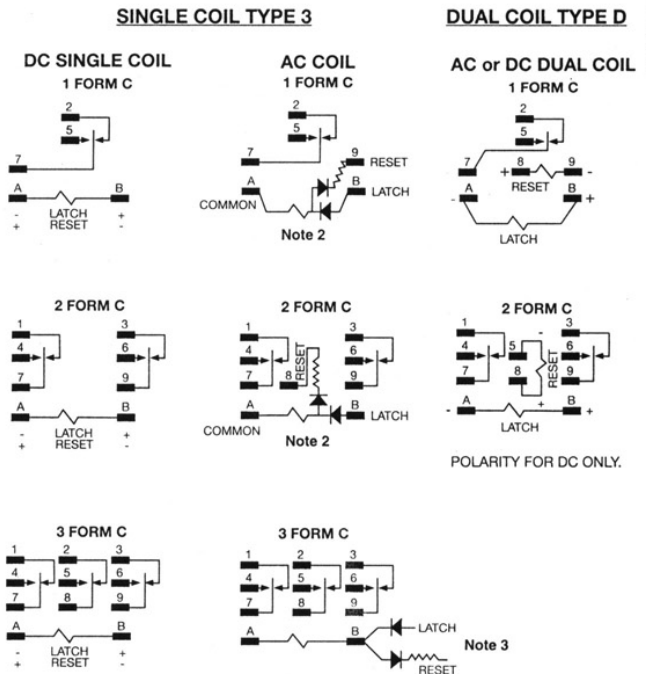 SINGLE COIL TYPE 3
DUAL COIL TYPE D
DC SINGLE COIL
1 FORM C
2
5
7
A
B
LATCH
RESET
- +
+ -
AC COIL
1 FORM C
2
5
7
9
RESET
A
B
LATCH
COMMON
Note 2
AC or DC DUAL COIL
1 FORM C
2
5
7
+ 8 9 -
RESET
A
B
- +
LATCH
2 FORM C
1 3
4 6
7 9
A B
LATCH
RESET
- +
+ -
2 FORM C
1 3
4 6
RESET
7 8 9
A B
LATCH
COMMON
Note 2
2 FORM C
1 3
-
4 5 6
RESET
7 8 9
+
A B
- +
LATCH
POLARITY FOR DC ONLY.
3 FORM C
1 2 3
4 5 6
7 8 9
A B
LATCH
RESET
- +
+ -
3 FORM C
1 2 3
4 5 6
7 8 9
A B
LATCH
Note 3
RESET